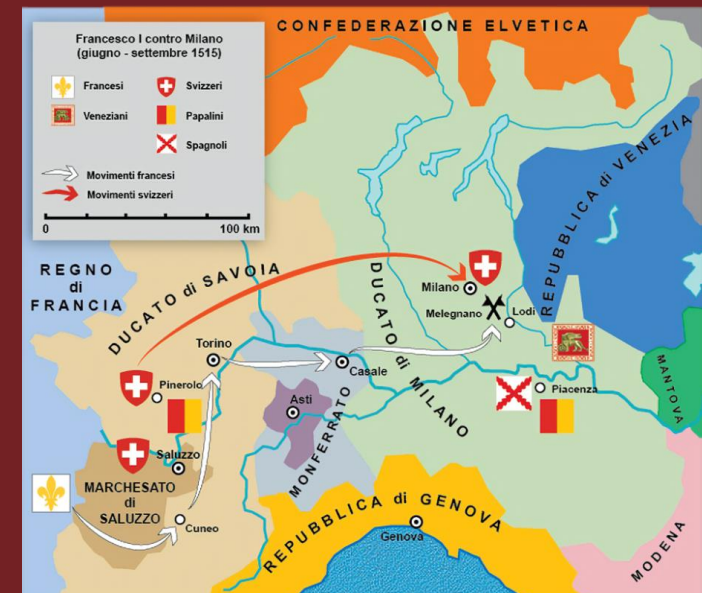 CONFEDERAZIONE ELVETICA
Francesco I contro Milano
(giugno - settembre 1515)
Francesi
Svizzeri
Veneziani
Papalini
Spagnoli
Movimenti francesi
Movimenti svizzeri
0
100 km
REGNO
di
FRANCIA
DUCATO di SAVOIA
DUCATO di MILANO
REPUBBLICA di VENEZIA
Milano
Melegnano
Lodi
Torino
Casale
Pinerolo
Asti
MONFERRATO
Piacenza
MANTOVA
Saluzzo
MARCHESATO
di
SALUZZO
Cuneo
REPUBBLICA di GENOVA
Genova
MODENA